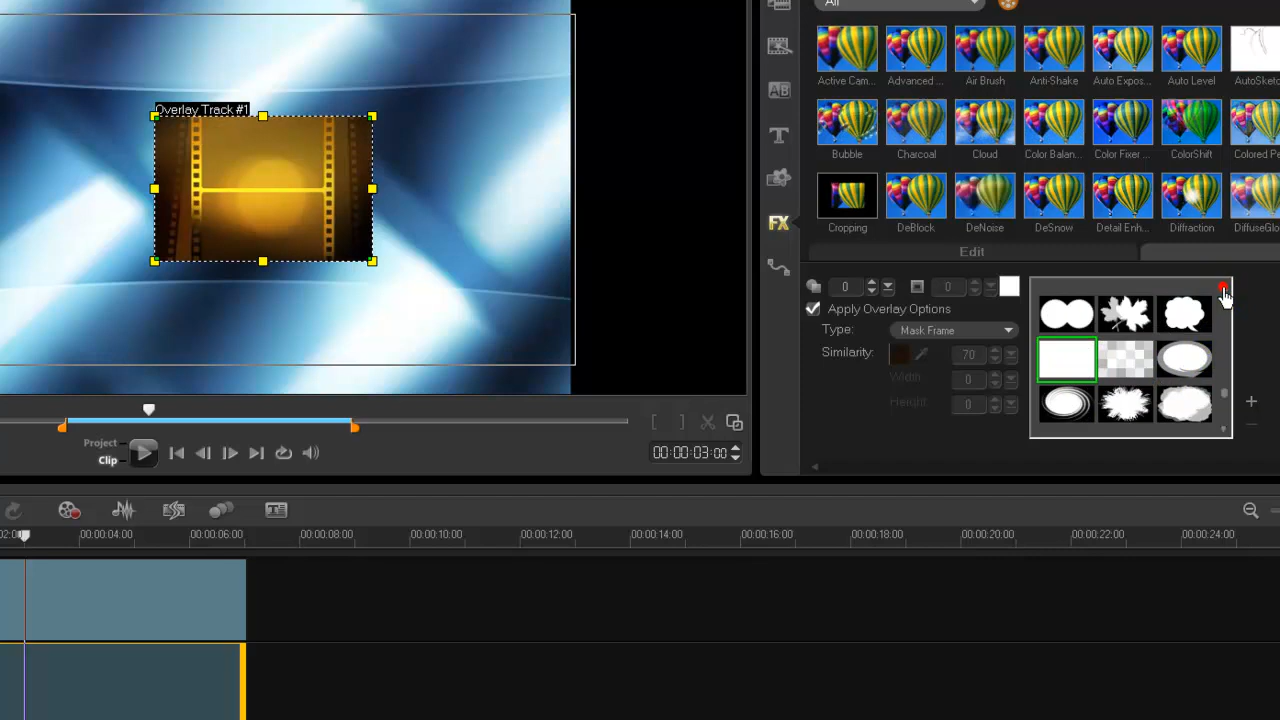 All
Overlay Track #1
Active Cam... Advanced ... Air Brush Anti-Shake Auto Expos... Auto Level AutoSketc
AB
Bubble Charcoal Cloud Color Balan... Color Fixer ... ColorShift Colored Pe
T
Cropping DeBlock DeNoise DeSnow Detail Enh... Diffraction DiffuseGlo
FX
Edit
0 0
Apply Overlay Options
Type: Mask Frame
Similarity: 70
Width: 0
Height: 0
Project
Clip
00:00:03:00
00:00:04:00 00:00:06:00 00:00:08:00 00:00:10:00 00:00:12:00 00:00:14:00 00:00:16:00 00:00:18:00 00:00:20:00 00:00:22:00 00:00:24:00